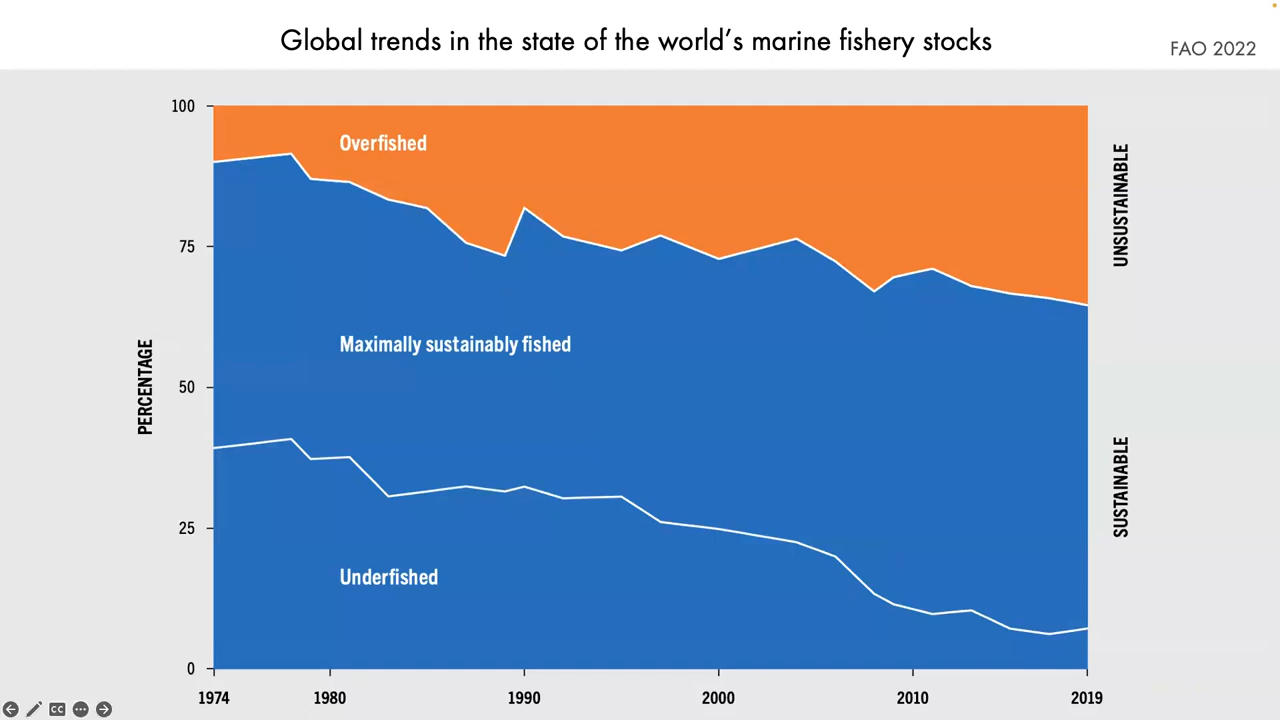 Global trends in the state of the world's marine fishery stocks
FAO 2022
100
Overfished
UNSUSTAINABLE
75
Maximally sustainably fished
PERCENTAGE
50
SUSTAINABLE
25
Underfished
0
1974
1980
1990
2000
2010
2019
CC